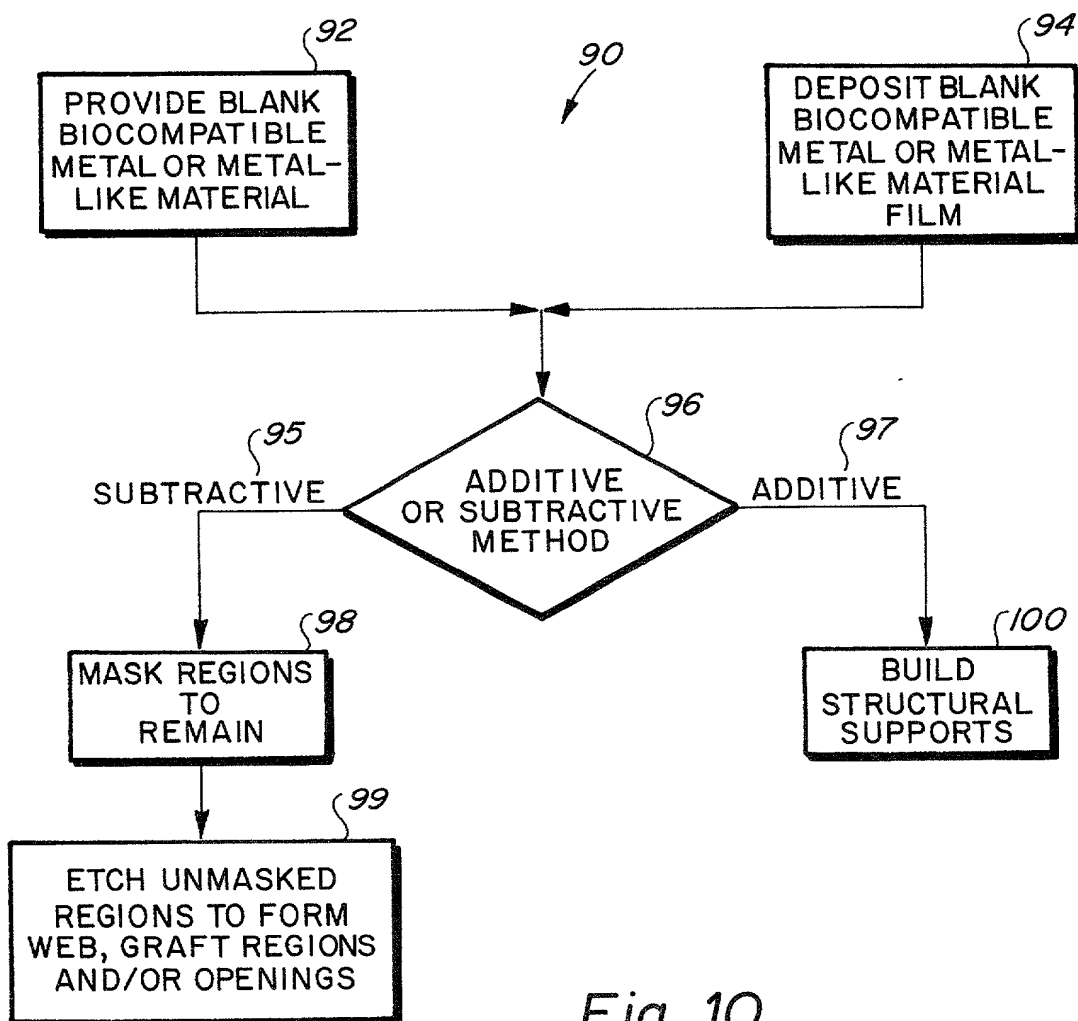 92
PROVIDE BLANK
BIOCOMPATIBLE
METAL OR METAL-
LIKE MATERIAL
90
94
DEPOSIT BLANK
BIOCOMPATIBLE
METAL OR METAL-
LIKE MATERIAL
FILM
96
ADDITIVE
OR SUBTRACTIVE
METHOD
95
SUBTRACTIVE
97
ADDITIVE
98
MASK REGIONS
TO
REMAIN
100
BUILD
STRUCTURAL
SUPPORTS
99
ETCH UNMASKED
REGIONS TO FORM
WEB, GRAFT REGIONS
AND/OR OPENINGS
Fig. 10